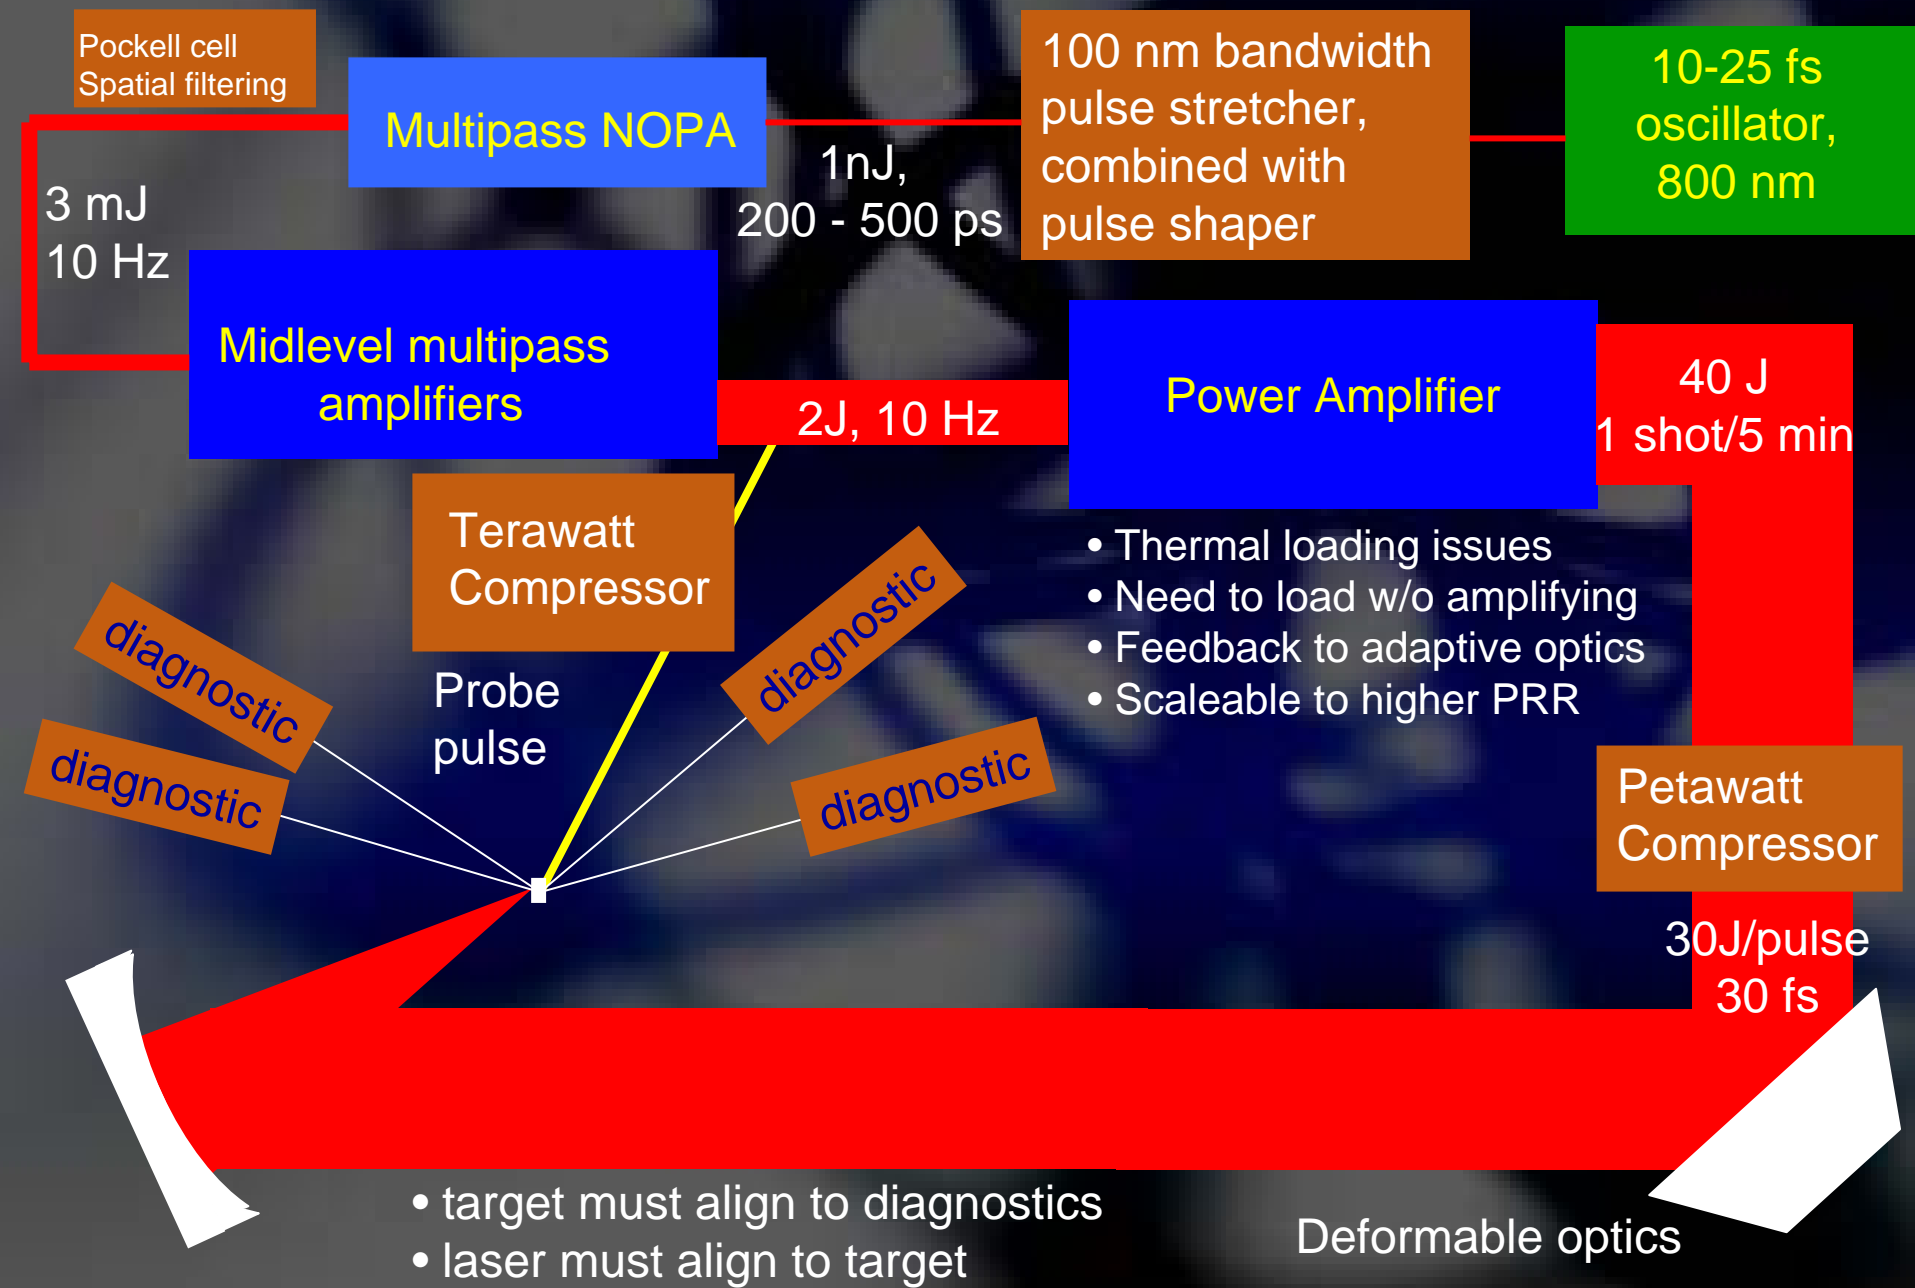 Pockell cell
Spatial filtering
Multipass NOPA
1nJ,
200 - 500 ps
100 nm bandwidth
pulse stretcher,
combined with
pulse shaper
10-25 fs
oscillator,
800 nm
3 mJ
10 Hz
Midlevel multipass
amplifiers
2J, 10 Hz
Power Amplifier
40 J
1 shot/5 min
Terawatt
Compressor
• Thermal loading issues
• Need to load w/o amplifying
• Feedback to adaptive optics
• Scaleable to higher PRR
diagnostic
diagnostic
Probe
pulse
diagnostic
diagnostic
Petawatt
Compressor
30J/pulse
30 fs
• target must align to diagnostics
• laser must align to target
Deformable optics